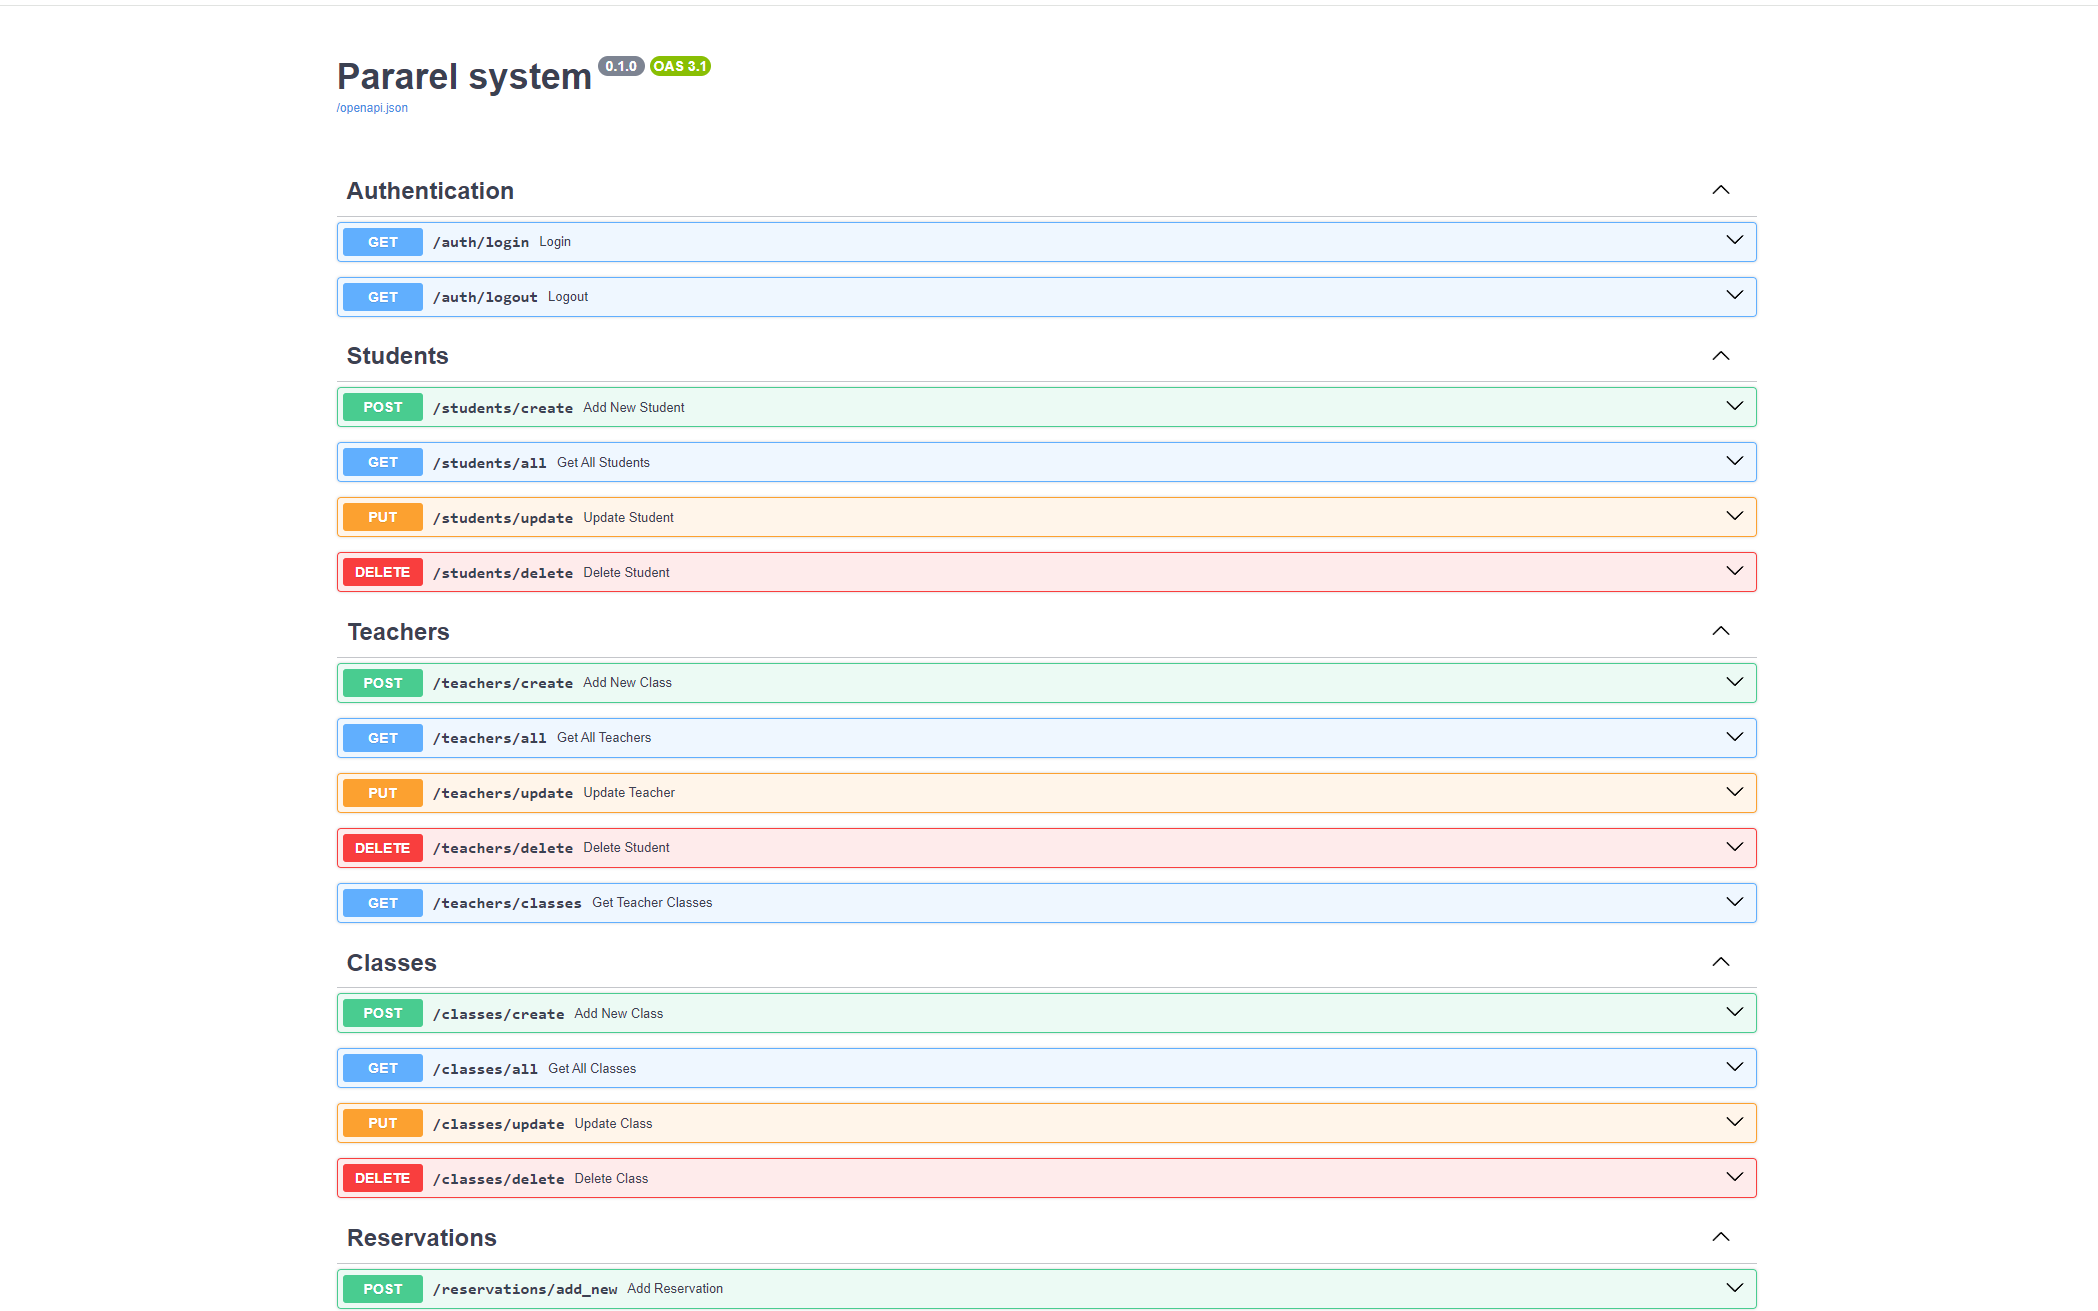 Pararel system 0.1.0 OAS 3.1
/openapi.json
Authentication
GET /auth/login Login
GET /auth/logout Logout
Students
POST /students/create Add New Student
GET /students/all Get All Students
PUT /students/update Update Student
DELETE /students/delete Delete Student
Teachers
POST /teachers/create Add New Class
GET /teachers/all Get All Teachers
PUT /teachers/update Update Teacher
DELETE /teachers/delete Delete Student
GET /teachers/classes Get Teacher Classes
Classes
POST /classes/create Add New Class
GET /classes/all Get All Classes
PUT /classes/update Update Class
DELETE /classes/delete Delete Class
Reservations
POST /reservations/add_new Add Reservation